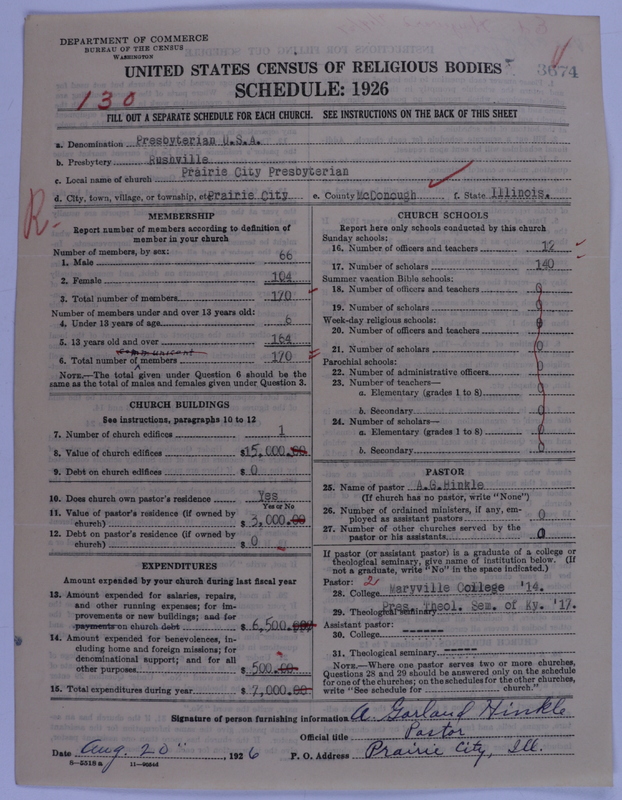 DEPARTMENT OF COMMERCE
BUREAU OF THE CENSUS
WASHINGTON
UNITED STATES CENSUS OF RELIGIOUS BODIES
3674
130
SCHEDULE: 1926
FILL OUT A SEPARATE SCHEDULE FOR EACH CHURCH. SEE INSTRUCTIONS ON THE BACK OF THIS SHEET
a. Denomination Presbyterian U.S.A.
b. Presbytery Rushville
c. Local name of church Prairie City Presbyterian
d. City, town, village, or township, etc Prairie City e. County McDonough f. State Illinois.
R-
MEMBERSHIP
Report number of members according to definition of
member in your church
Number of members, by sex:
1. Male 66
2. Female 104
3. Total number of members 170
Number of members under and over 13 years old:
4. Under 13 years of age 6
5. 13 years old and over 164
communicant
6. Total number of members 170
NOTE.—The total given under Question 6 should be
same as the total of males and females given under Question 3.
CHURCH BUILDINGS
See instructions, paragraphs 10 to 12
7. Number of church edifices 1
8. Value of church edifices $15,000.00
9. Debt on church edifices $ 0
10. Does church own pastor's residence Yes
Yes or No
11. Value of pastor's residence (if owned by
church) $ 3,000.00
12. Debt on pastor's residence (if owned by
church) $ 0
EXPENDITURES
Amount expended by your church during last fiscal year
13. Amount expended for salaries, repairs,
and other running expenses; for im-
provements or new buildings; and for
payments on church debt $ 6,500.00
14. Amount expended for benevolences, in-
cluding home and foreign missions; for
denominational support; and for all
other purposes $ 500.00
15. Total expenditures during year $ 7,000.00
CHURCH SCHOOLS
Report here only schools conducted by this church
Sunday schools:
16. Number of officers and teachers 12
17. Number of scholars 140
Summer vacation Bible schools:
18. Number of officers and teachers 0
19. Number of scholars 0
Week-day religious schools:
20. Number of officers and teachers 0
21. Number of scholars 0
Parochial schools:
22. Number of administrative officers 0
23. Number of teachers—
a. Elementary (grades 1 to 8) 0
b. Secondary 0
24. Number of scholars—
a. Elementary (grades 1 to 8) 0
b. Secondary 0
PASTOR
25. Name of pastor A.G.Hinkle
(If church has no pastor, write "None")
26. Number of ordained ministers, if any, em-
ployed as assistant pastors 0
27. Number of other churches served by the
pastor or his assistants 0
If pastor (or assistant pastor) is a graduate of a college or
theological seminary, give name of institution below. (If
not a graduate, write "No" in the space indicated.)
Pastor: 2
28. College Maryville College '14.
29. Theological seminary Pres. Theol. Sem. of Ky. '17.
Assistant pastor:
30. College ------
31. Theological seminary -----
NOTE.—Where one pastor serves two or more churches,
Questions 28 and 29 should be answered only on the schedule
for one of the churches; on the schedules for the other churches,
write "See schedule for church."
Signature of person furnishing information A. Garland Hinkle
Official title Pastor
Date Aug. 20" , 1926 P. O. Address Prairie City, Ill.
8—5518 a